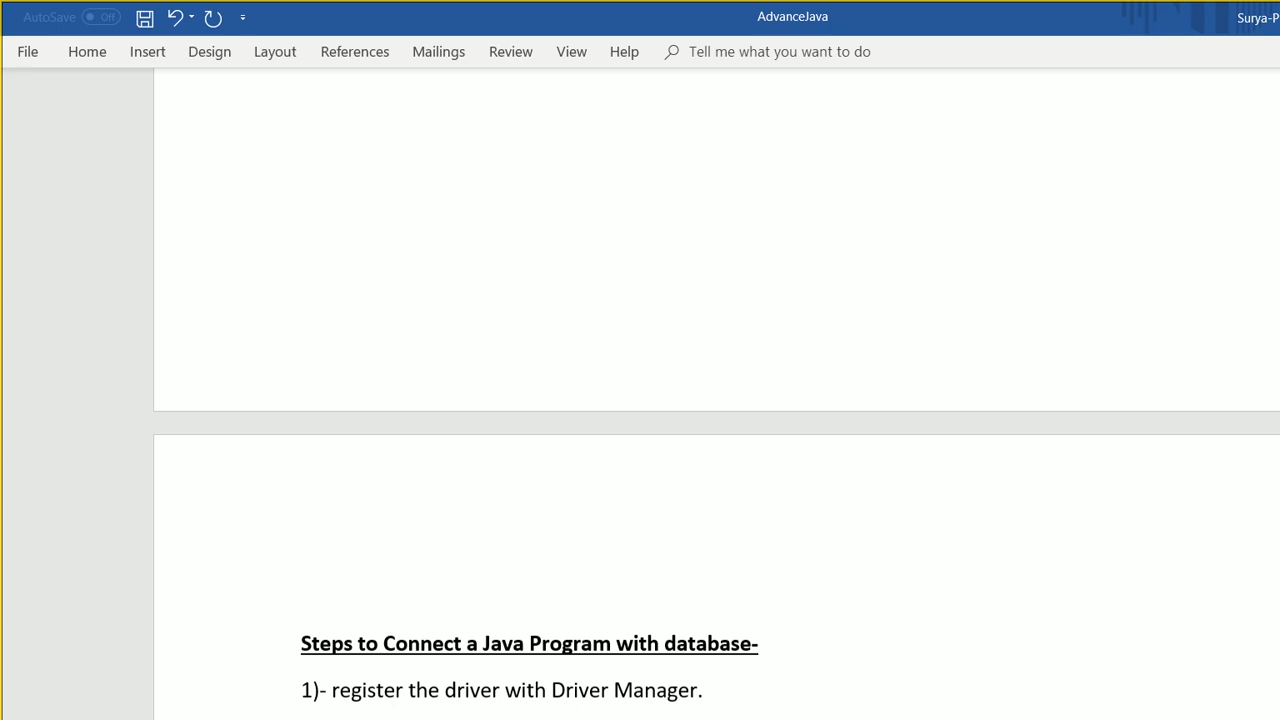 AutoSave Off AdvanceJava Surya-P
File Home Insert Design Layout References Mailings Review View Help Tell me what you want to do
Steps to Connect a Java Program with database-
1)- register the driver with Driver Manager.